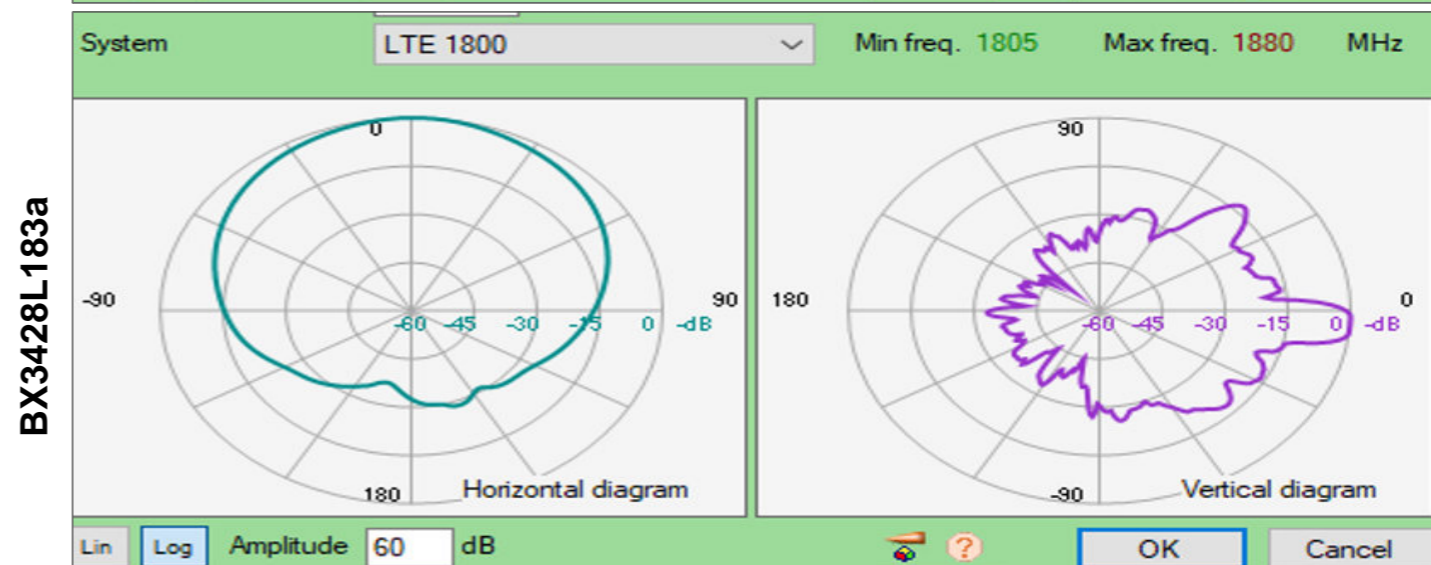 BX3428L183a
System LTE 1800 Min freq. 1805 Max freq. 1880 MHz
0
-90 90
-60 -45 -30 -15 0 -dB
180 Horizontal diagram
90
180 0
-60 -45 -30 -15 0 -dB
-90 Vertical diagram
Lin Log Amplitude 60 dB ? OK Cancel